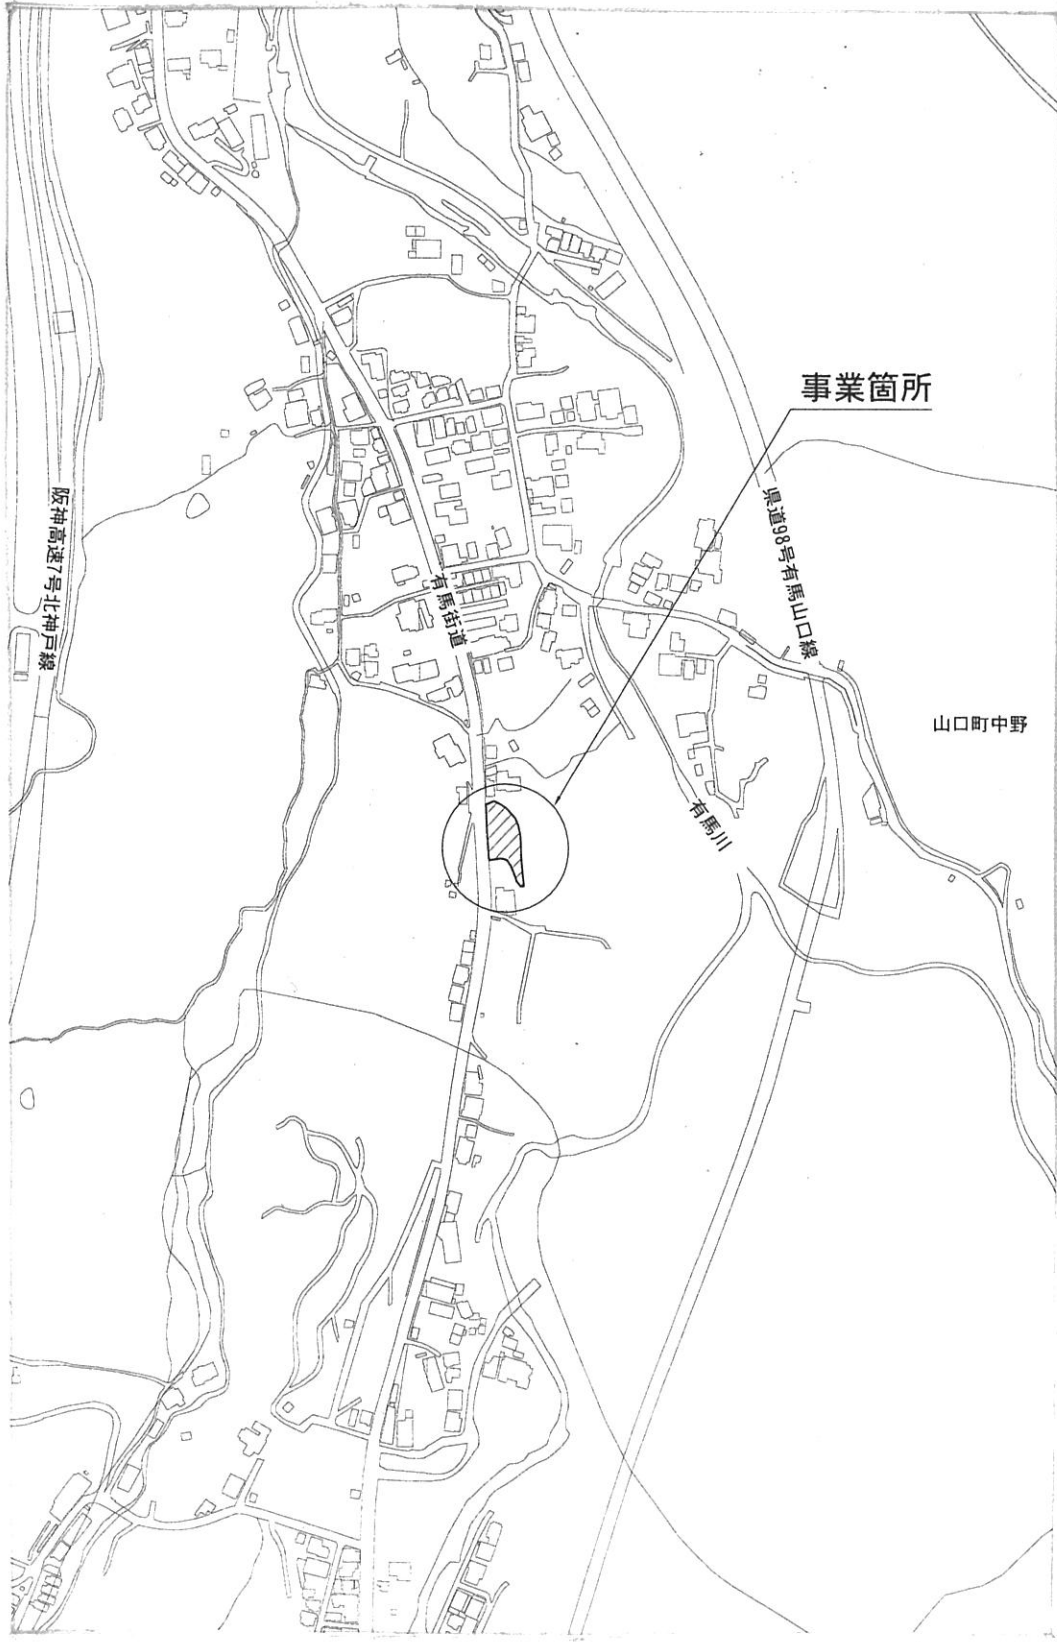 事業箇所
県道98号有馬山口線
阪神高速7号北神戸線
有馬街道
山口町中野
有馬川